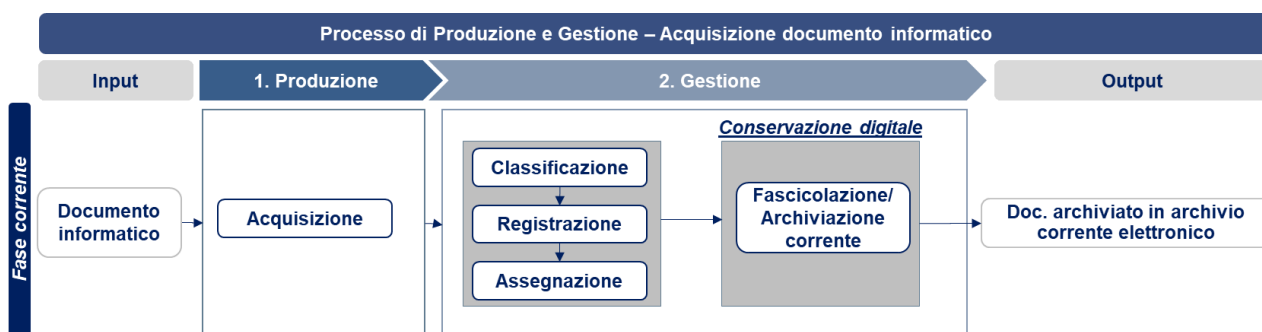 Processo di Produzione e Gestione – Acquisizione documento informatico
Input
1. Produzione
2. Gestione
Output
Fase corrente
Documento
informatico
Acquisizione
Classificazione
Registrazione
Assegnazione
Conservazione digitale
Fascicolazione/
Archiviazione
corrente
Doc. archiviato in archivio
corrente elettronico